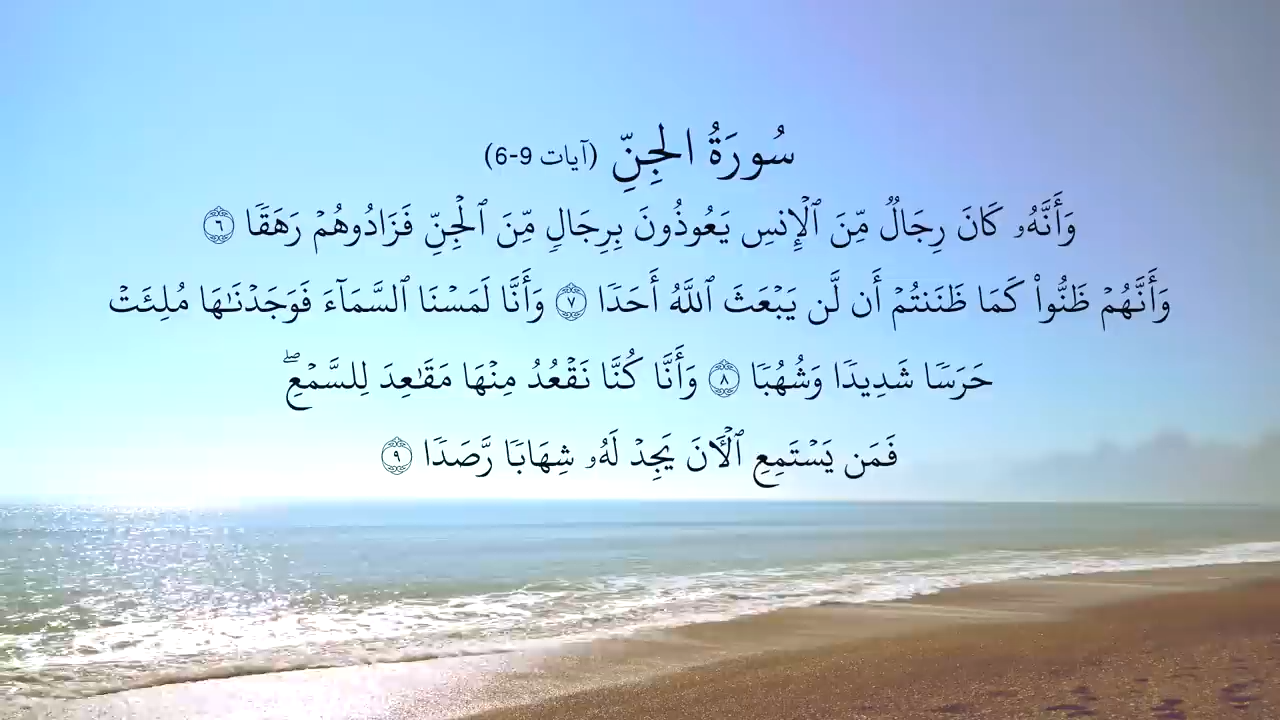 سُورَةُ الجِنِّ (آيات 9-6)
وَأَنَّهُۥ كَانَ رِجَالٌ مِّنَ ٱلْإِنسِ يَعُوذُونَ بِرِجَالٍ مِّنَ ٱلْجِنِّ فَزَادُوهُمْ رَهَقًا ٦
وَأَنَّهُمْ ظَنُّوا۟ كَمَا ظَنَنتُمْ أَن لَّن يَبْعَثَ ٱللَّهُ أَحَدًا ٧ وَأَنَّا لَمَسْنَا ٱلسَّمَآءَ فَوَجَدْنَـٰهَا مُلِئَتْ
حَرَسًا شَدِيدًا وَشُهُبًا ٨ وَأَنَّا كُنَّا نَقْعُدُ مِنْهَا مَقَـٰعِدَ لِلسَّمْعِ ۖ
فَمَن يَسْتَمِعِ ٱلْـَٔانَ يَجِدْ لَهُۥ شِهَابًا رَّصَدًا ٩